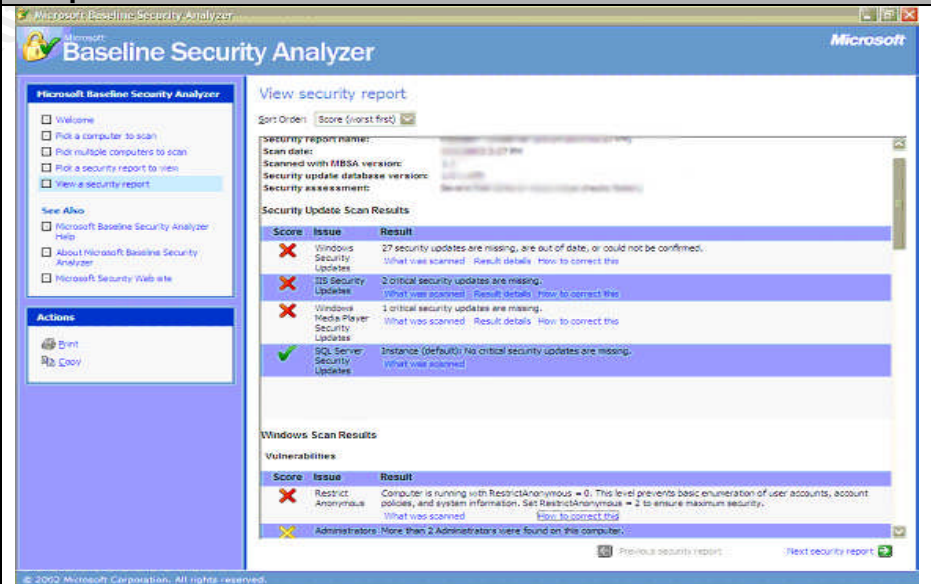 Microsoft Baseline Security Analyzer
Microsoft
Baseline Security Analyzer
Microsoft
Microsoft Baseline Security Analyzer
Welcome
Pick a computer to scan
Pick multiple computers to scan
Pick a security report to view
View a security report
See Also
Microsoft Baseline Security Analyzer Help
About Microsoft Baseline Security Analyzer
Microsoft Security Web site
Actions
Print
Copy
View security report
Sort Order: Score (worst first)
Security report name:
Scan date:
Scanned with MBSA version:
Security update database version:
Security assessment:
Security Update Scan Results
Score Issue Result
Windows Security Updates
27 security updates are missing, are out of date, or could not be confirmed.
What was scanned Result details How to correct this
IIS Security Updates
2 critical security updates are missing.
What was scanned Result details How to correct this
Windows Media Player Security Updates
1 critical security updates are missing.
What was scanned Result details How to correct this
SQL Server Security Updates
Instance (default): No critical security updates are missing.
What was scanned
Windows Scan Results
Vulnerabilities
Score Issue Result
Restrict Anonymous
Computer is running with RestrictAnonymous = 0. This level prevents basic enumeration of user accounts, account
policies, and system information. Set RestrictAnonymous = 2 to ensure maximum security.
What was scanned How to correct this
Administrators More than 2 Administrators were found on this computer.
Previous security report Next security report
© 2002 Microsoft Corporation. All rights reserved.